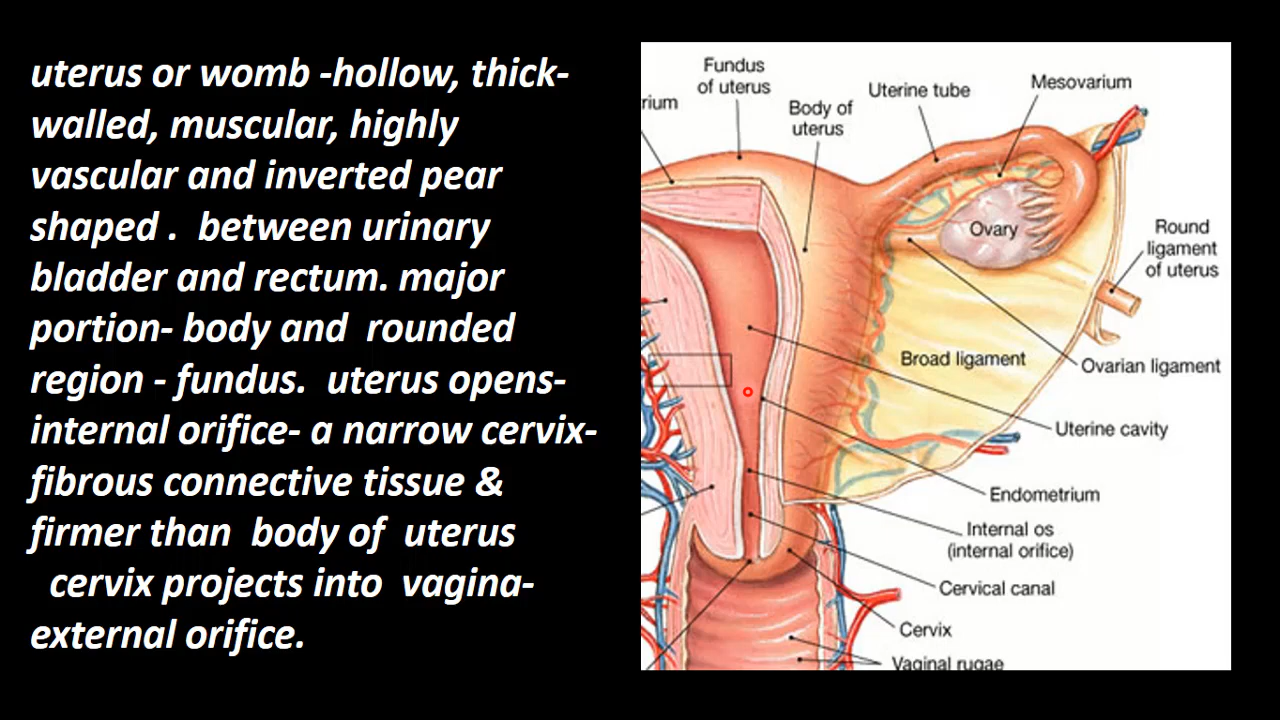 uterus or womb -hollow, thick-
walled, muscular, highly
vascular and inverted pear
shaped .  between urinary
bladder and rectum. major
portion- body and  rounded
region - fundus.  uterus opens-
internal orifice- a narrow cervix-
fibrous connective tissue &
firmer than  body of  uterus
cervix projects into  vagina-
external orifice.
Fundus
of uterus
rium
Body of
uterus
Uterine tube
Mesovarium
Ovary
Round
ligament
of uterus
Broad ligament
Ovarian ligament
Uterine cavity
Endometrium
Internal os
(internal orifice)
Cervical canal
Cervix
Vaginal rugae